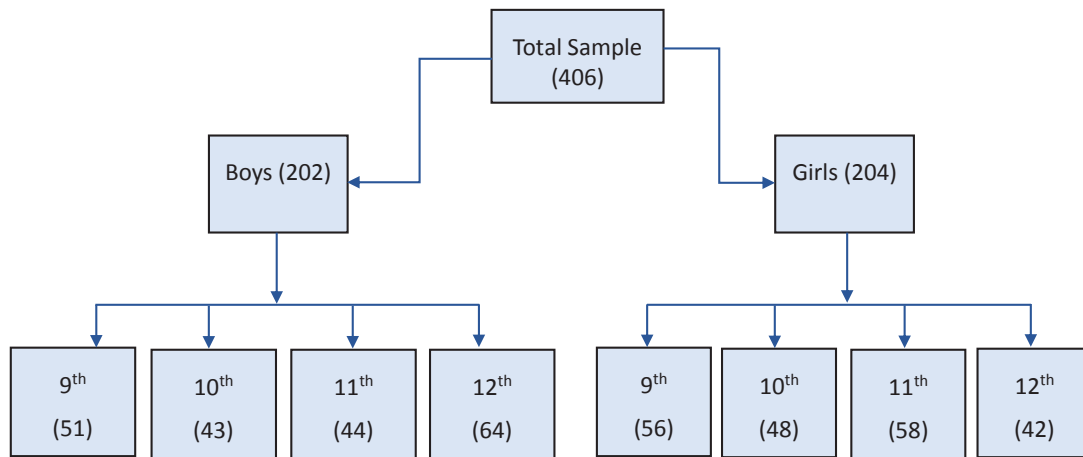 Total Sample
(406)
Boys (202)
Girls (204)
9th
(51)
10th
(43)
11th
(44)
12th
(64)
9th
(56)
10th
(48)
11th
(58)
12th
(42)